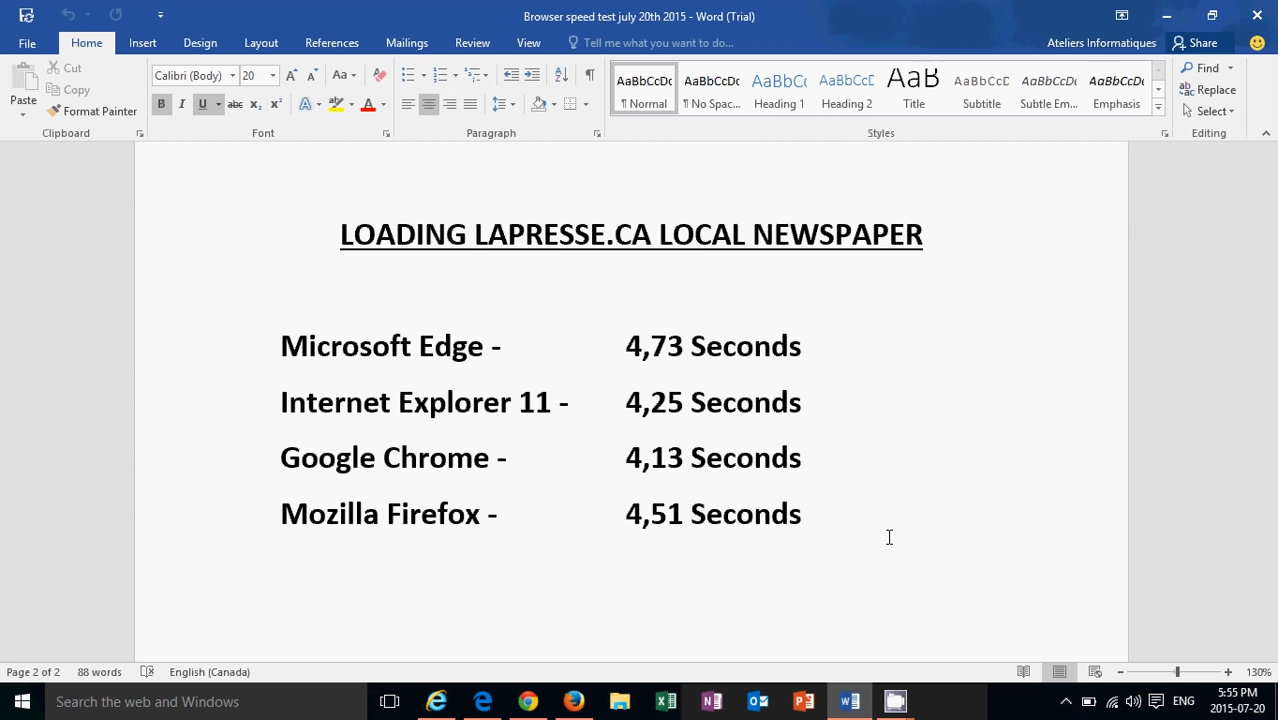 Browser speed test july 20th 2015 - Word (Trial)
File Home Insert Design Layout References Mailings Review View Tell me what you want to do... Ateliers Informatiques Share
Paste
Cut
Copy
Format Painter
Clipboard
Calibri (Body) 20
Font
Paragraph
AaBbCcDc AaBbCcDc AaBbCc AaBbCcD AaB AaBbCcD AaBbCcDc AaBbCcDc
¶ Normal ¶ No Spac... Heading 1 Heading 2 Title Subtitle Subtle Em... Emphasis
Styles
Find
Replace
Select
Editing
LOADING LAPRESSE.CA LOCAL NEWSPAPER
Microsoft Edge - 4,73 Seconds
Internet Explorer 11 - 4,25 Seconds
Google Chrome - 4,13 Seconds
Mozilla Firefox - 4,51 Seconds
Page 2 of 2 88 words English (Canada) 130%
Search the web and Windows ENG 5:55 PM
2015-07-20